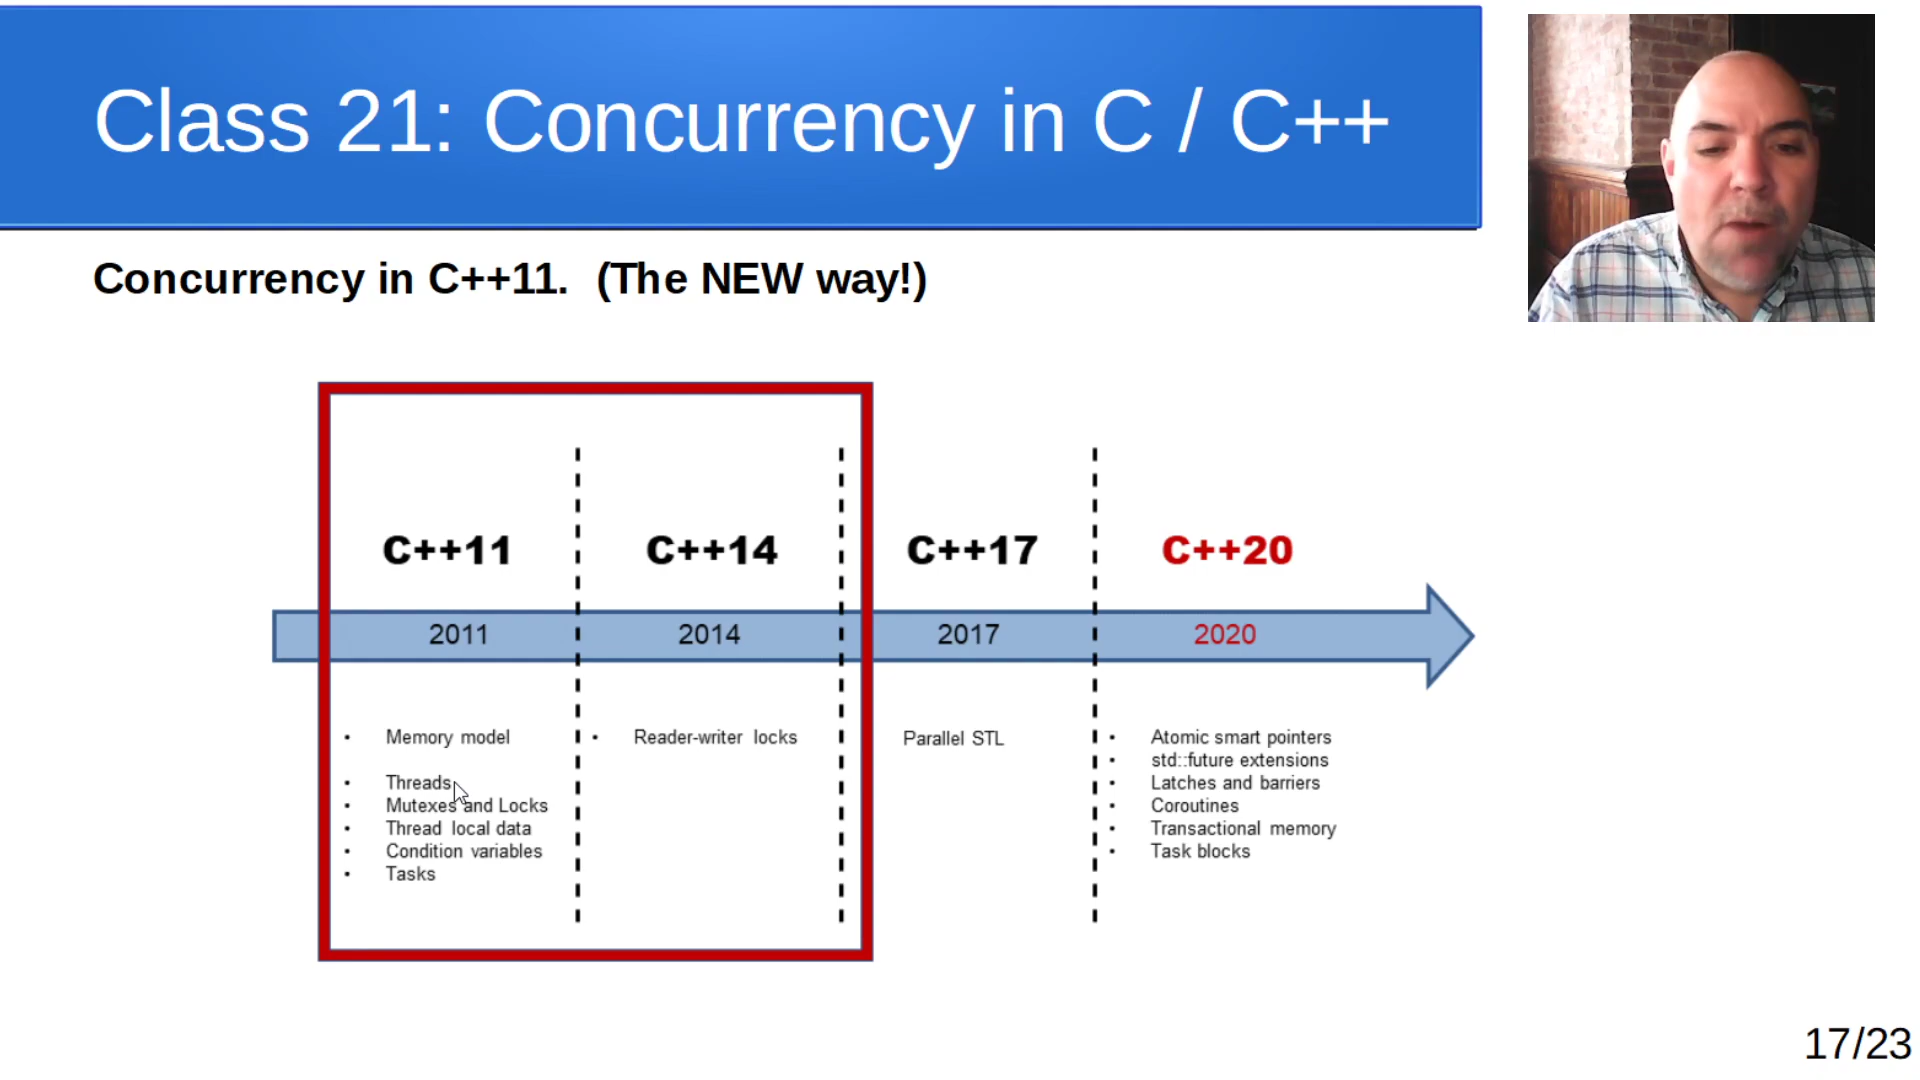 Class 21: Concurrency in C / C++
Concurrency in C++11.  (The NEW way!)
C++11
C++14
C++17
C++20
2011
2014
2017
2020
• Memory model
• Threads
• Mutexes and Locks
• Thread local data
• Condition variables
• Tasks
• Reader-writer locks
Parallel STL
• Atomic smart pointers
• std::future extensions
• Latches and barriers
• Coroutines
• Transactional memory
• Task blocks
17/23